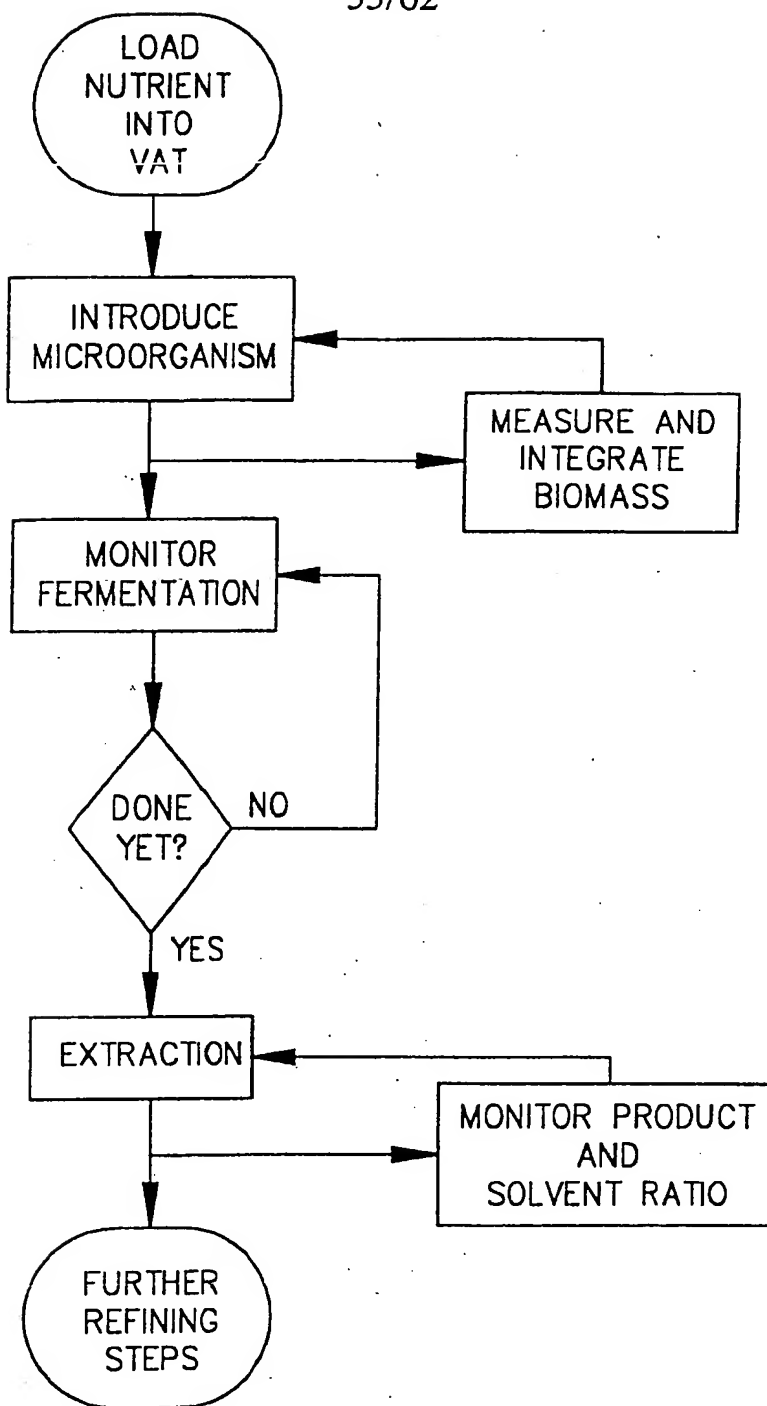 LOAD
NUTRIENT
INTO
VAT
INTRODUCE
MICROORGANISM
MEASURE AND
INTEGRATE
BIOMASS
MONITOR
FERMENTATION
DONE
YET?
NO
YES
EXTRACTION
MONITOR PRODUCT
AND
SOLVENT RATIO
FURTHER
REFINING
STEPS